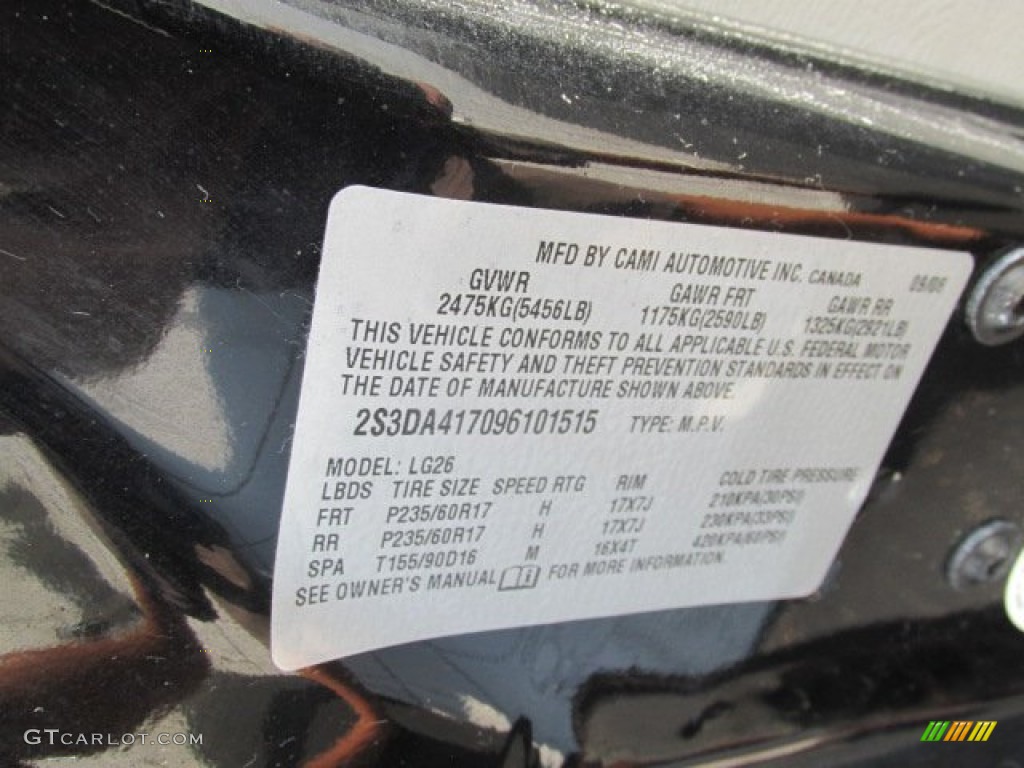 MFD BY CAMI AUTOMOTIVE INC. CANADA 09/08
GVWR GAWR FRT GAWR RR
2475KG(5456LB) 1175KG(2590LB) 1325KG(2921LB)
THIS VEHICLE CONFORMS TO ALL APPLICABLE U.S. FEDERAL MOTOR
VEHICLE SAFETY AND THEFT PREVENTION STANDARDS IN EFFECT ON
THE DATE OF MANUFACTURE SHOWN ABOVE.
2S3DA417096101515 TYPE: M.P.V.
MODEL: LG26
LBDS TIRE SIZE SPEED RTG RIM COLD TIRE PRESSURE
FRT P235/60R17 H 17X7J 210KPA(30PSI)
RR P235/60R17 H 17X7J 230KPA(33PSI)
SPA T155/90D16 M 16X4T 420KPA(60PSI)
SEE OWNER'S MANUAL FOR MORE INFORMATION.
GTCARLOT.COM